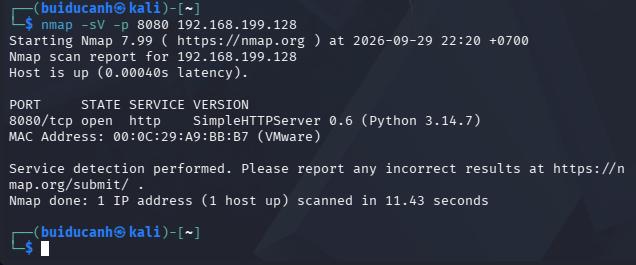 ┌──(buiducanh㉿kali)-[~]
└─$ nmap -sV -p 8080 192.168.199.128
Starting Nmap 7.99 ( https://nmap.org ) at 2026-09-29 22:20 +0700
Nmap scan report for 192.168.199.128
Host is up (0.00040s latency).

PORT     STATE SERVICE VERSION
8080/tcp open  http    SimpleHTTPServer 0.6 (Python 3.14.7)
MAC Address: 00:0C:29:A9:BB:B7 (VMware)

Service detection performed. Please report any incorrect results at https://n
map.org/submit/ .
Nmap done: 1 IP address (1 host up) scanned in 11.43 seconds

┌──(buiducanh㉿kali)-[~]
└─$